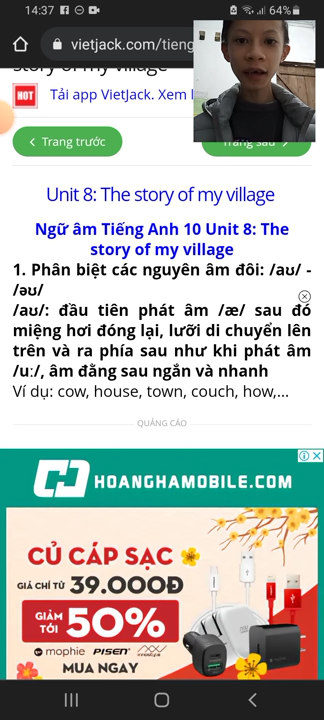 14:37
64%
vietjack.com/tieng
story of my village
HOT
Tải app VietJack. Xem l
Trang trước
Trang sau
Unit 8: The story of my village
Ngữ âm Tiếng Anh 10 Unit 8: The
story of my village
1. Phân biệt các nguyên âm đôi: /aʊ/ -
/əʊ/
/aʊ/: đầu tiên phát âm /æ/ sau đó
miệng hơi đóng lại, lưỡi di chuyển lên
trên và ra phía sau như khi phát âm
/uː/, âm đằng sau ngắn và nhanh
Ví dụ: cow, house, town, couch, how,...
QUẢNG CÁO
HOANGHAMOBILE.COM
CỦ CÁP SẠC
GIÁ CHỈ TỪ 39.000Đ
GIẢM TỚI 50%
mophie PISEN
MUA NGAY